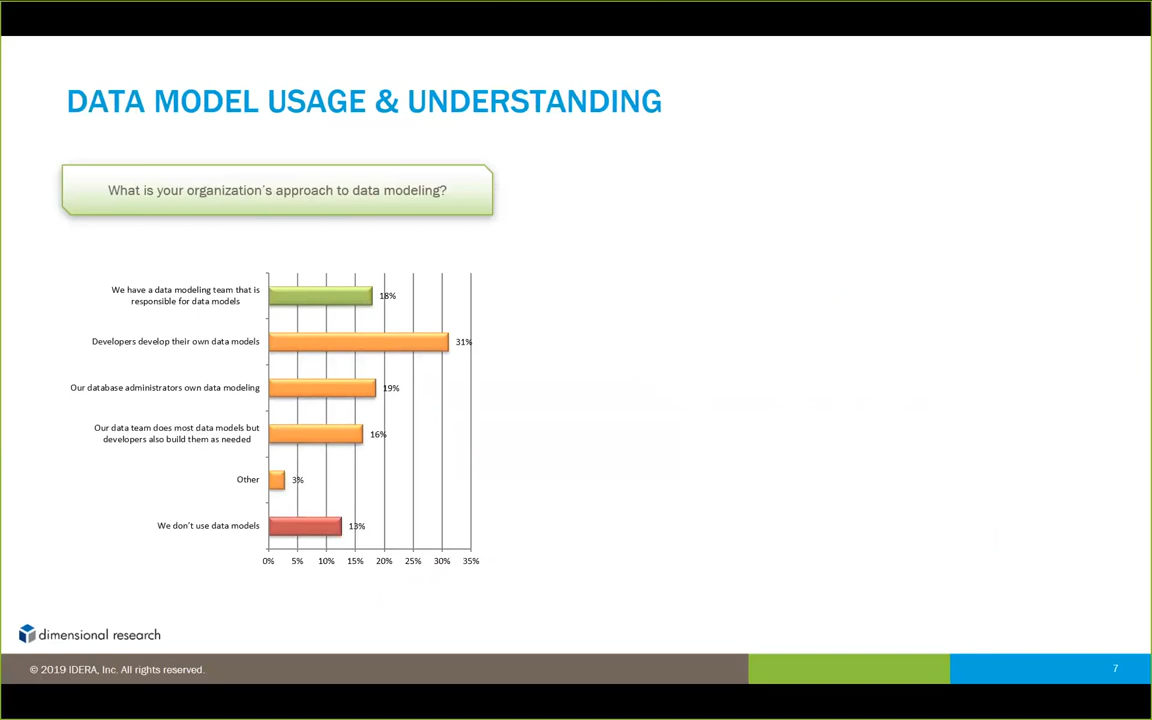 DATA MODEL USAGE & UNDERSTANDING
What is your organization's approach to data modeling?
We have a data modeling team that is
responsible for data models
18%
Developers develop their own data models
31%
Our database administrators own data modeling
19%
Our data team does most data models but
developers also build them as needed
16%
Other
3%
We don't use data models
13%
0% 5% 10% 15% 20% 25% 30% 35%
dimensional research
© 2019 IDERA, Inc. All rights reserved.
7